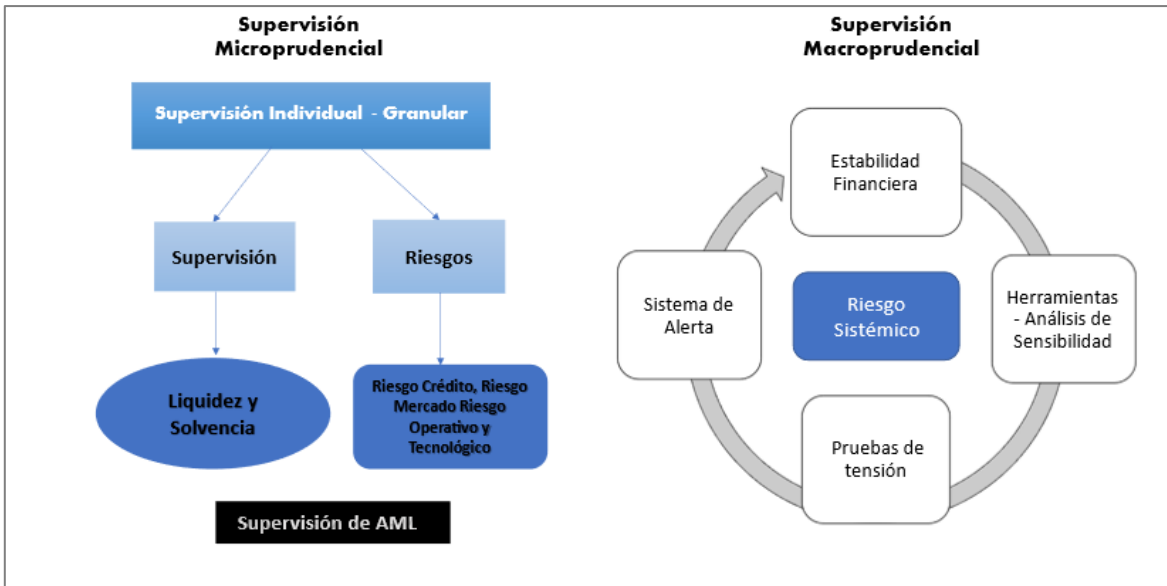 Supervisión
Microprudencial
Supervisión Individual - Granular
Supervisión
Riesgos
Liquidez y
Solvencia
Riesgo Crédito, Riesgo
Mercado Riesgo
Operativo y
Tecnológico
Supervisión de AML
Supervisión
Macroprudencial
Estabilidad
Financiera
Herramientas
- Análisis de
Sensibilidad
Pruebas de
tensión
Sistema de
Alerta
Riesgo
Sistémico